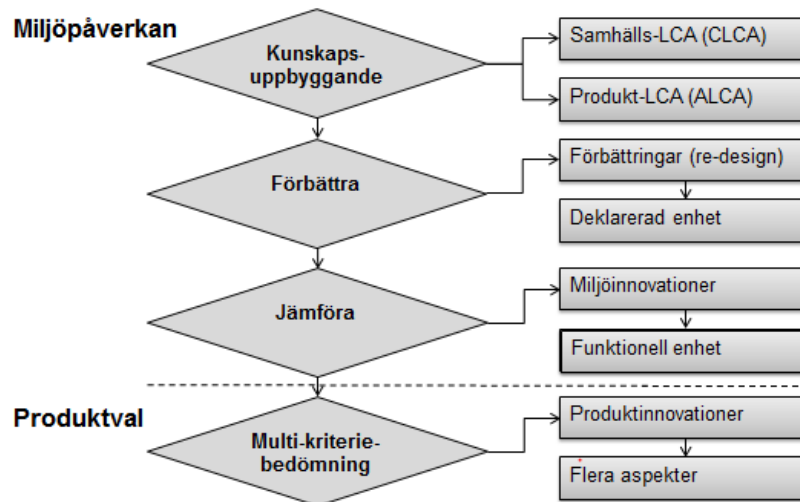 Miljöpåverkan
Kunskaps-
uppbyggande
Samhälls-LCA (CLCA)
Produkt-LCA (ALCA)
Förbättra
Förbättringar (re-design)
Deklarerad enhet
Jämföra
Miljöinnovationer
Funktionell enhet
Produktval
Multi-kriterie-
bedömning
Produktinnovationer
Flera aspekter